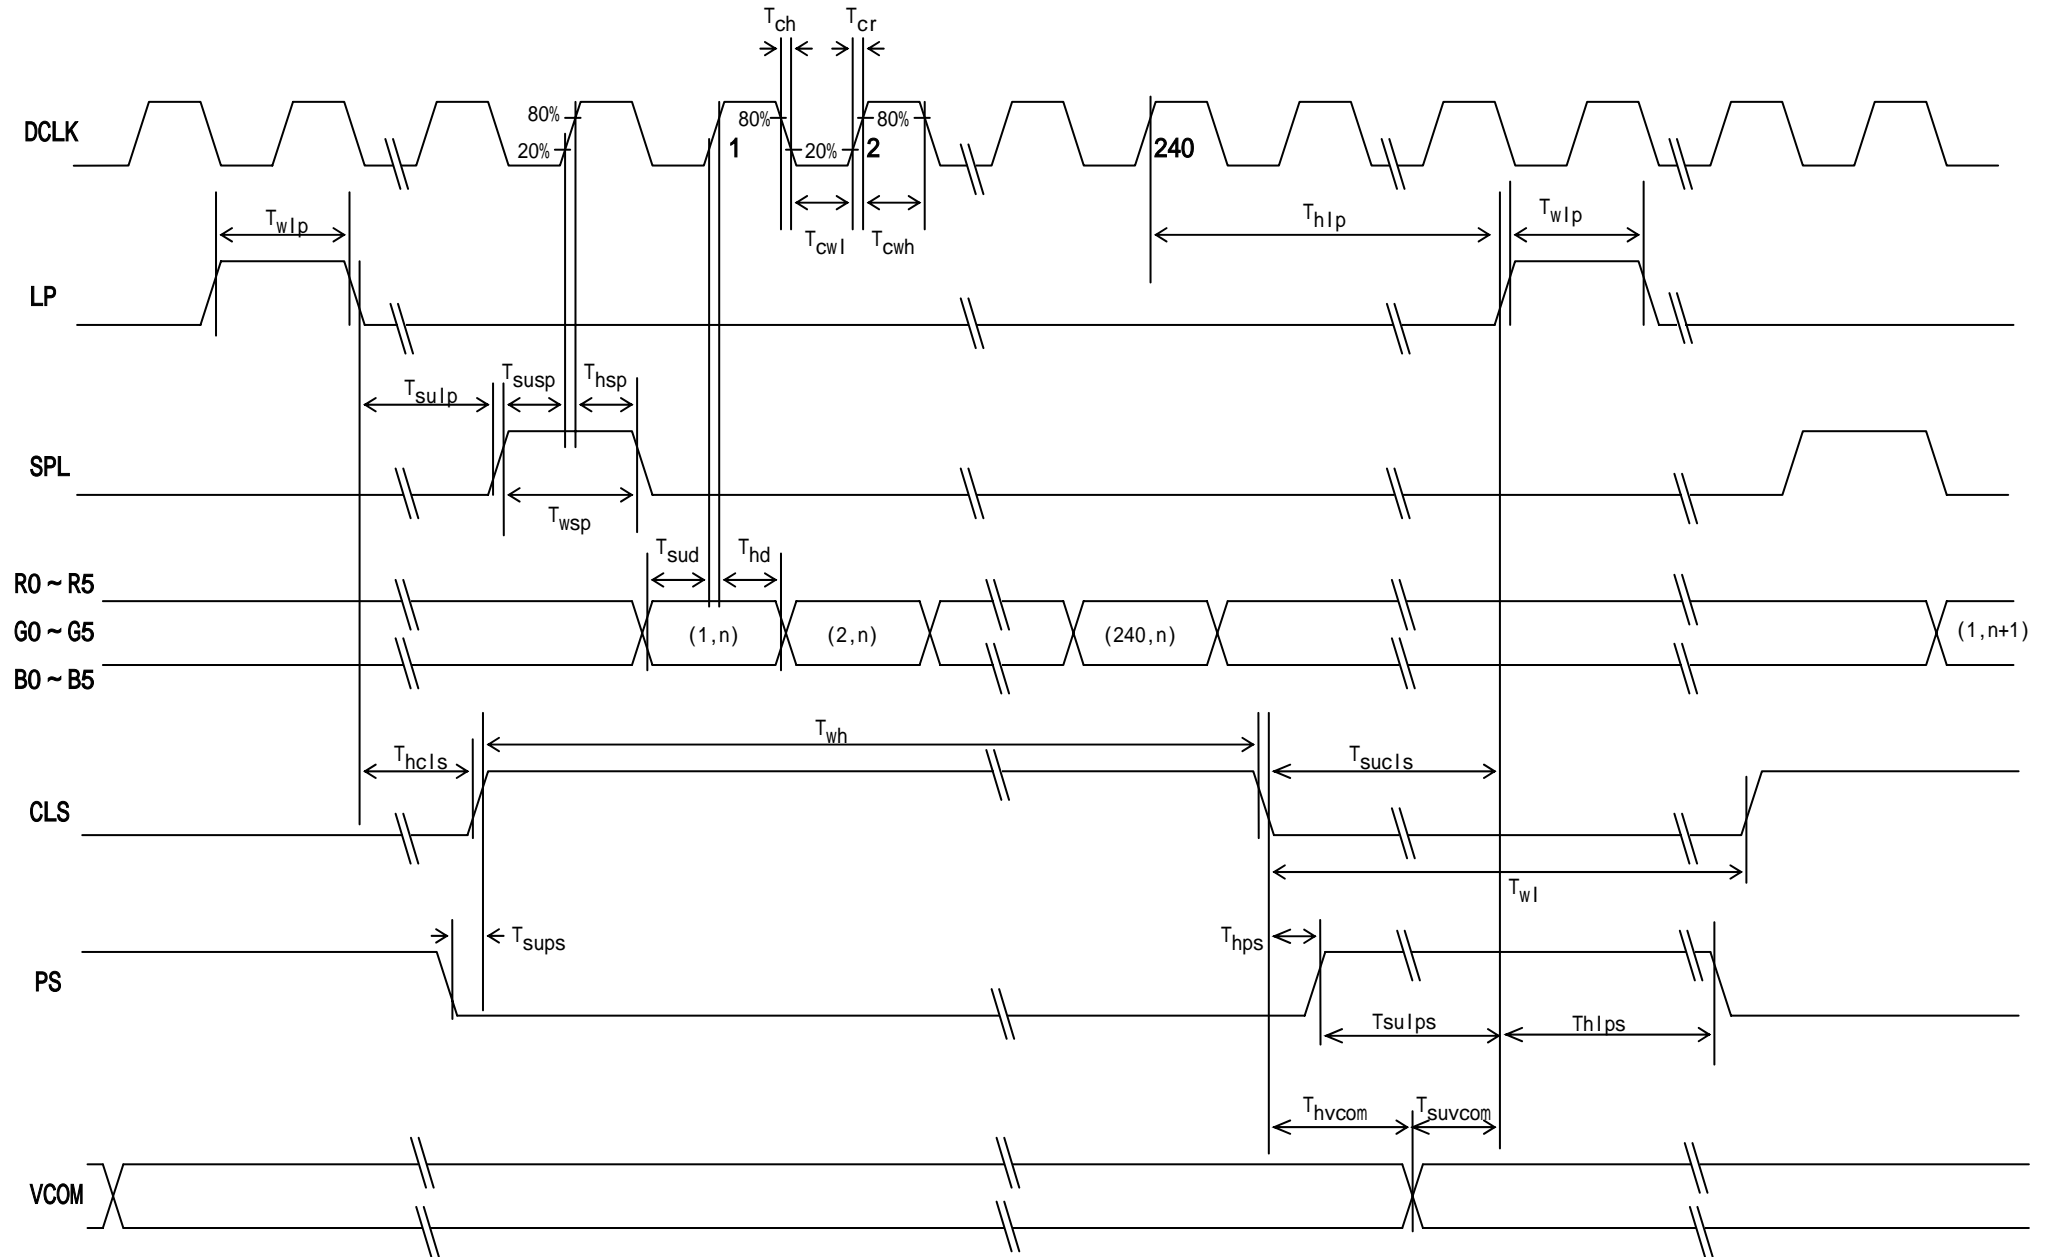 Tch Tcr
DCLK 80% 20% 1 80% 20% 2 80% 240
Twlp Tcwl Tcwh Thlp Twlp
LP
Tsulp Tsusp Thsp
SPL
Twsp
Tsud Thd
R0 ~ R5
G0 ~ G5 (1,n) (2,n) (240,n) (1,n+1)
B0 ~ B5
Thcls Twh Tsucls
CLS
Twl
Tsups Thps
PS
Tsulps Thlps
Thvcom Tsuvcom
VCOM